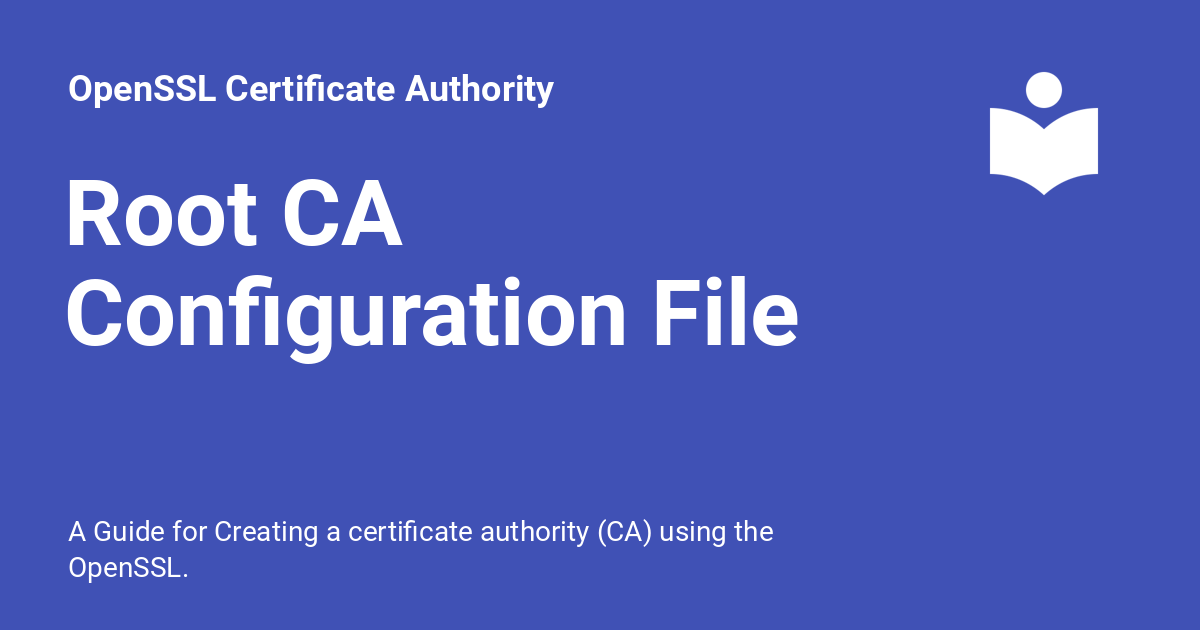 OpenSSL Certificate Authority
Root CA
Configuration File
A Guide for Creating a certificate authority (CA) using the
OpenSSL.